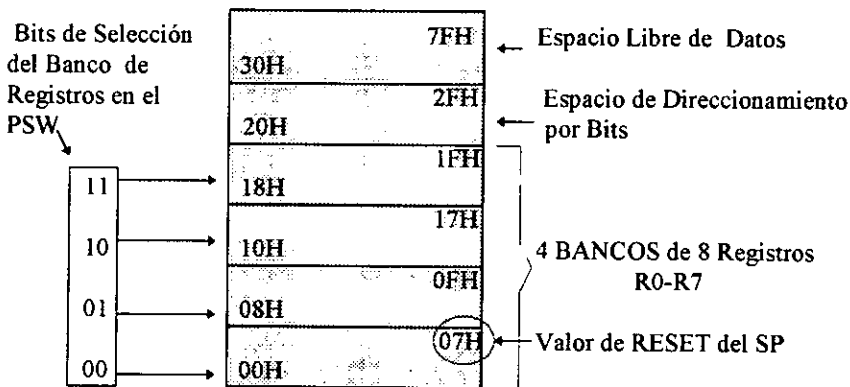 Bits de Selección
del Banco de
Registros en el
PSW
11
10
01
00
7FH
30H
2FH
20H
1FH
18H
17H
10H
0FH
08H
07H
00H
Espacio Libre de Datos
Espacio de Direccionamiento
por Bits
4 BANCOS de 8 Registros
R0-R7
Valor de RESET del SP